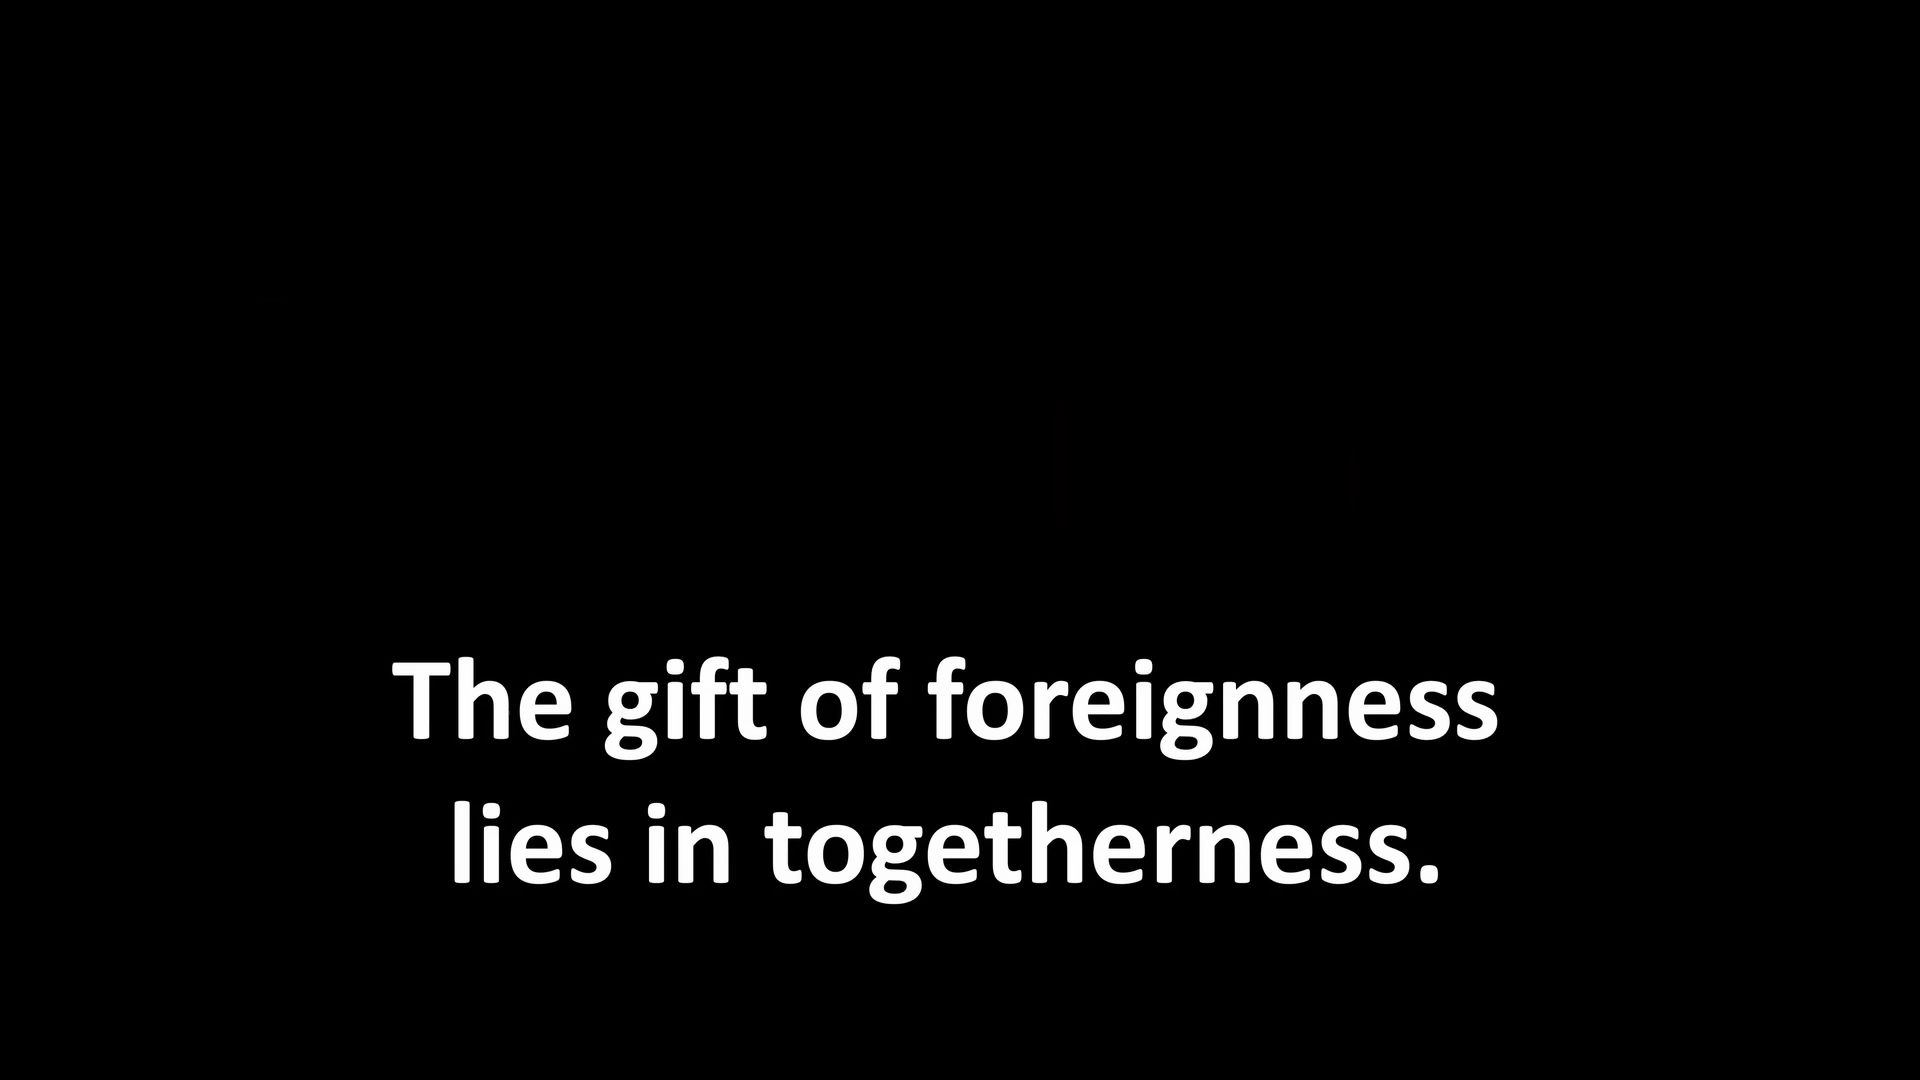 The gift of foreignness
lies in togetherness.